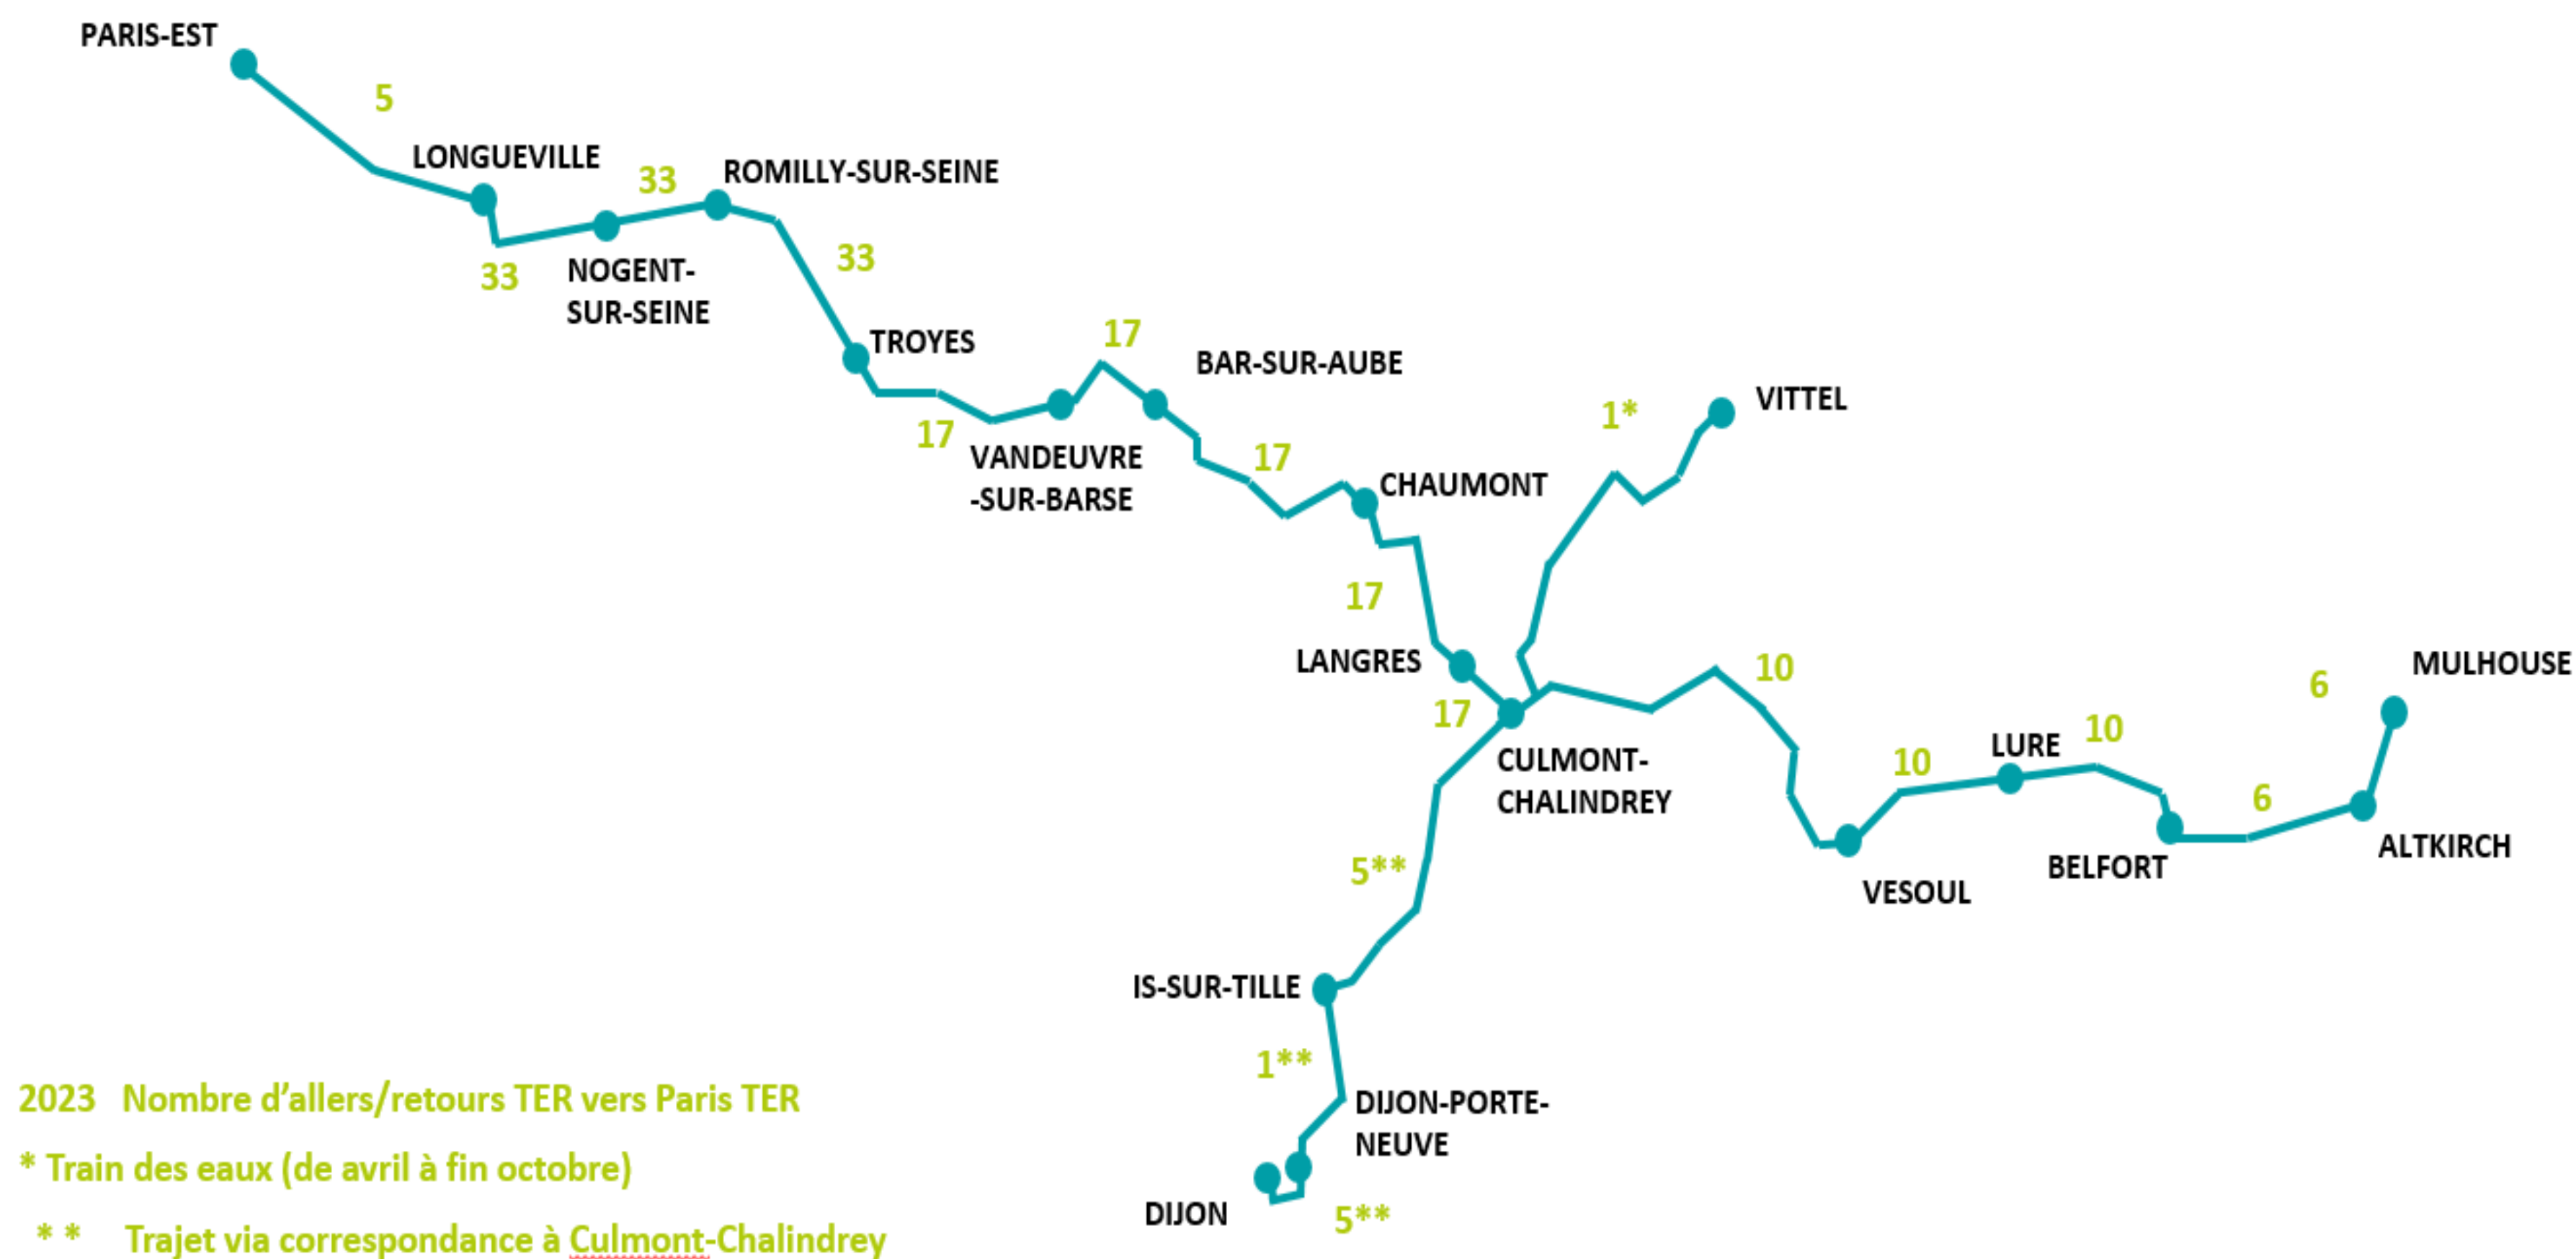 PARIS-EST
5
LONGUEVILLE
33
ROMILLY-SUR-SEINE
33
NOGENT-
SUR-SEINE
33
TROYES
17
BAR-SUR-AUBE
17
VANDEUVRE
-SUR-BARSE
17
CHAUMONT
1*
VITTEL
17
LANGRES
17
CULMONT-
CHALINDREY
10
10
LURE
10
6
MULHOUSE
6
ALTKIRCH
BELFORT
VESOUL
5**
IS-SUR-TILLE
1**
DIJON-PORTE-
NEUVE
DIJON
5**
2023 Nombre d’allers/retours TER vers Paris TER
* Train des eaux (de avril à fin octobre)
* * Trajet via correspondance à Culmont-Chalindrey